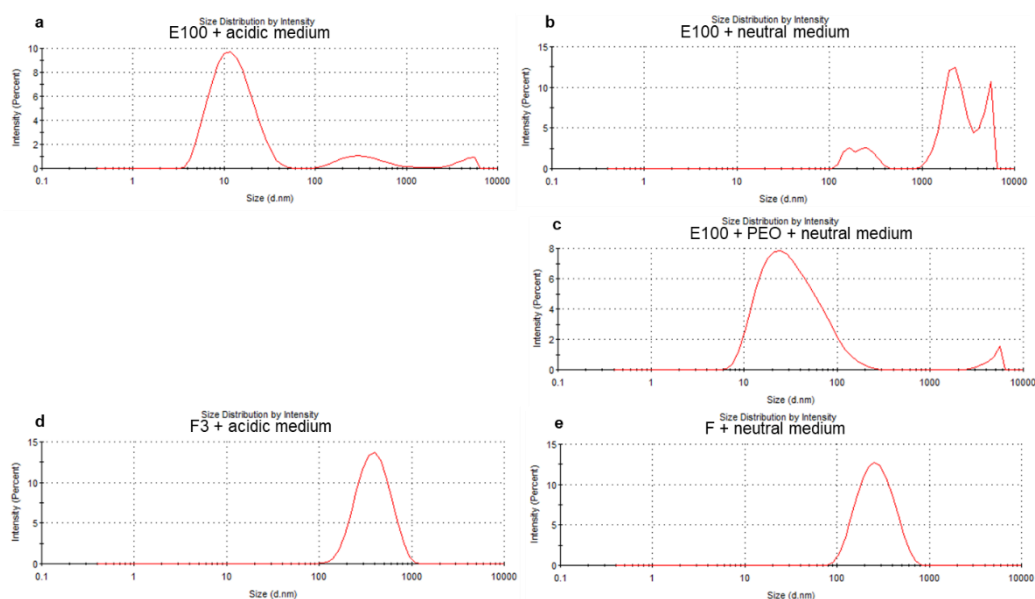 a
Size Distribution by Intensity
E100 + acidic medium
Intensity (Percent)
10
8
6
4
2
0
0.1 1 10 100 1000 10000
Size (d.nm)
b
Size Distribution by Intensity
E100 + neutral medium
Intensity (Percent)
15
10
5
0
0.1 1 10 100 1000 10000
Size (d.nm)
c
Size Distribution by Intensity
E100 + PEO + neutral medium
Intensity (Percent)
8
6
4
2
0
0.1 1 10 100 1000 10000
Size (d.nm)
d
Size Distribution by Intensity
F3 + acidic medium
Intensity (Percent)
15
10
5
0
0.1 1 10 100 1000 10000
Size (d.nm)
e
Size Distribution by Intensity
F + neutral medium
Intensity (Percent)
15
10
5
0
0.1 1 10 100 1000 10000
Size (d.nm)